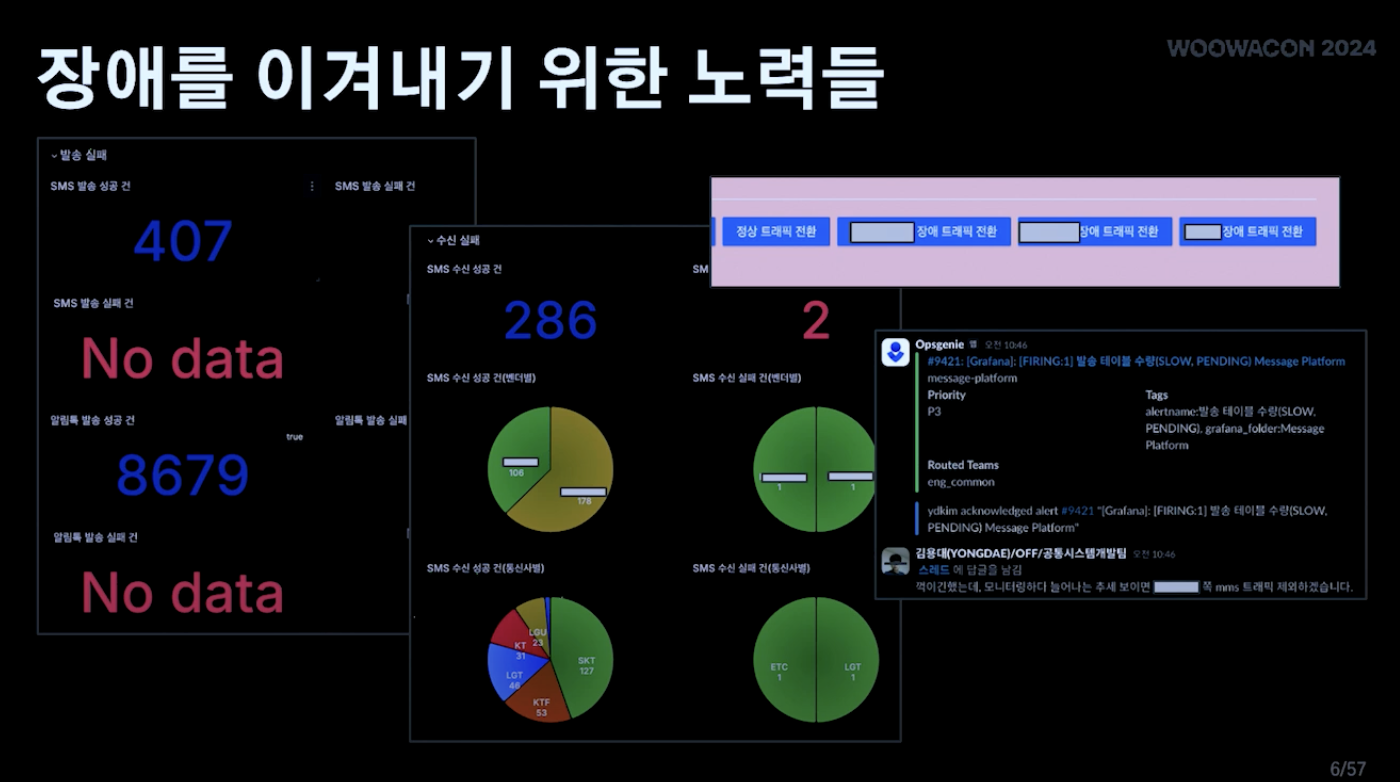 장애를 이겨내기 위한 노력들
WOOWACON 2024
발송 실패
SMS 발송 성공 건
SMS 발송 실패 건
407
SMS 발송 실패 건
No data
알림톡 발송 성공 건
알림톡 발송 실패
true
8679
알림톡 발송 실패 건
No data
수신 실패
SMS 수신 성공 건
SM
286
2
SMS 수신 성공 건(벤더별)
SMS 수신 실패 건(벤더별)
106
178
1
1
SMS 수신 성공 건(통신사별)
SMS 수신 실패 건(통신사별)
LGU
23
KT
31
SKT
127
LGT
46
KTF
53
ETC
1
LGT
1
정상 트래픽 전환
장애 트래픽 전환
장애 트래픽 전환
장애 트래픽 전환
Opsgenie 앱 오전 10:46
#9421: [Grafana]: [FIRING:1] 발송 테이블 수량(SLOW, PENDING) Message Platform
message-platform
Priority
P3
Tags
alertname:발송 테이블 수량(SLOW,
PENDING), grafana_folder:Message
Platform
Routed Teams
eng_common
ydkim acknowledged alert #9421 "[Grafana]: [FIRING:1] 발송 테이블 수량(SLOW,
PENDING) Message Platform"
김용대(YONGDAE)/OFF/공통시스템개발팀 오전 10:46
스레드 에 답글을 남김
꺽이긴했는데, 모니터링하다 늘어나는 추세 보이면 쪽 mms 트래픽 제외하겠습니다.
6/57